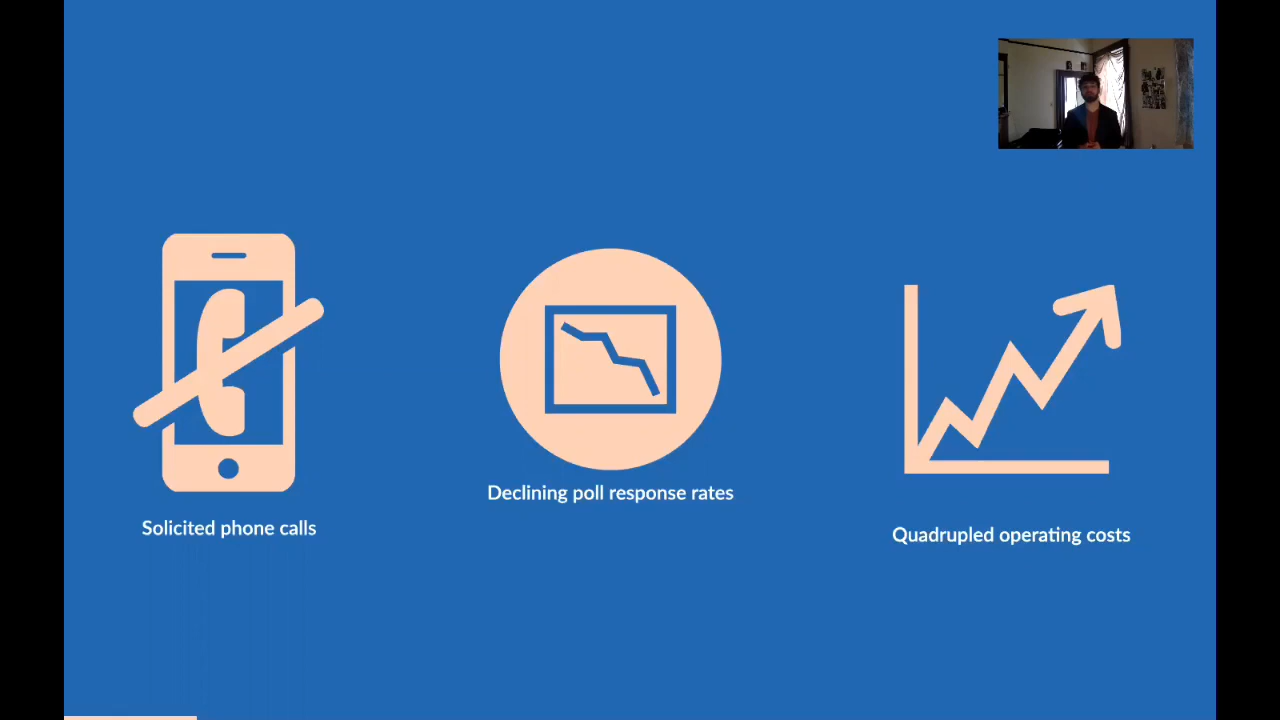 Solicited phone calls
Declining poll response rates
Quadrupled operating costs